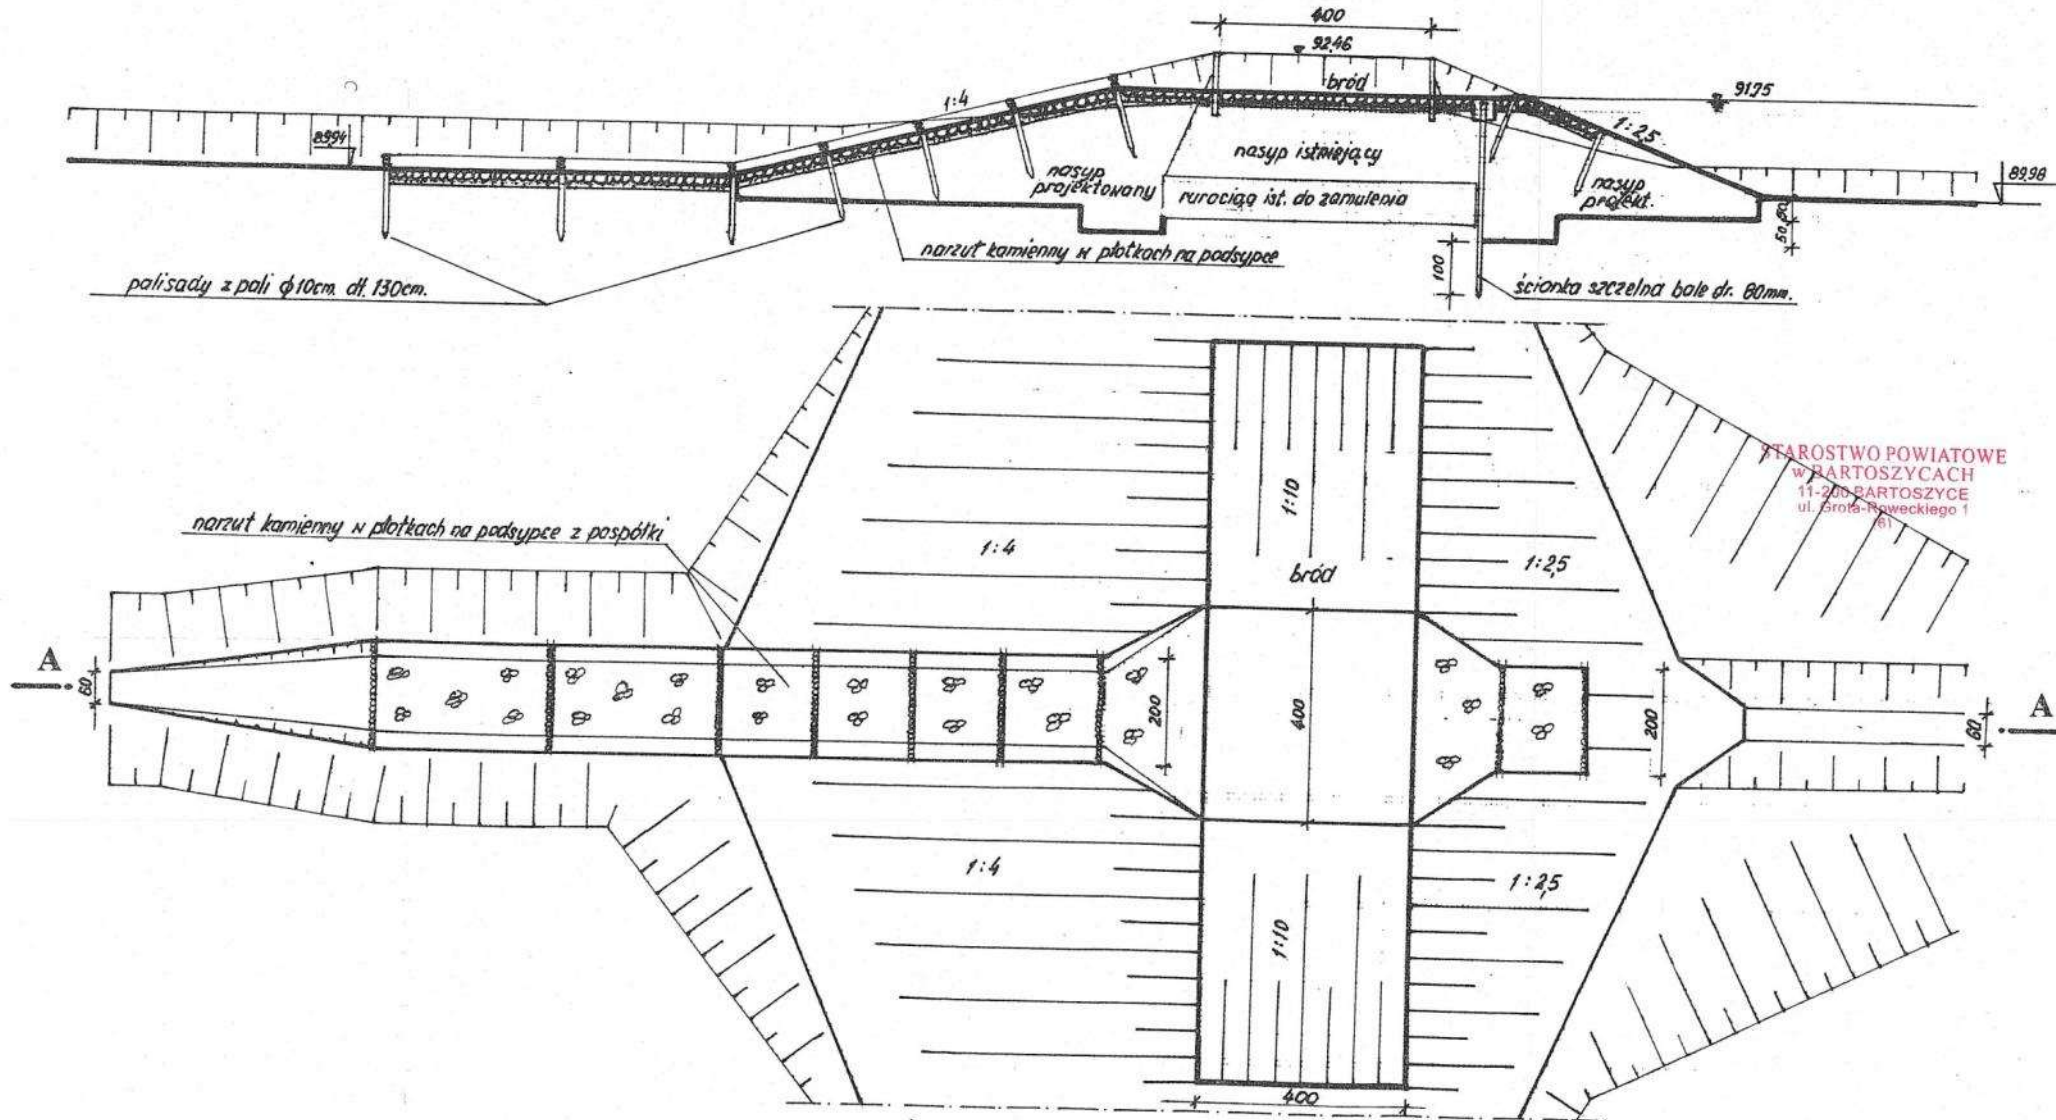 400
92.46
bród
91.75
1:4
1:2,5
89.94
nasyp istniejący
nasyp
projektowany
nasyp
projekt.
89.98
rurociąg ist. do zamulenia
50
60
100
narzut kamienny w płotkach na podsypce
palisady z pali ϕ10cm. dł. 130cm.
ścianka szczelna bale dr. 80mm.
STAROSTWO POWIATOWE
w BARTOSZYCACH
11-200 BARTOSZYCE
ul. Grota-Roweckiego 1
(6)
narzut kamienny w płotkach na podsypce z pospółki
1:10
1:4
1:2,5
bród
A
60
200
400
200
60
A
1:4
1:2,5
1:10
400